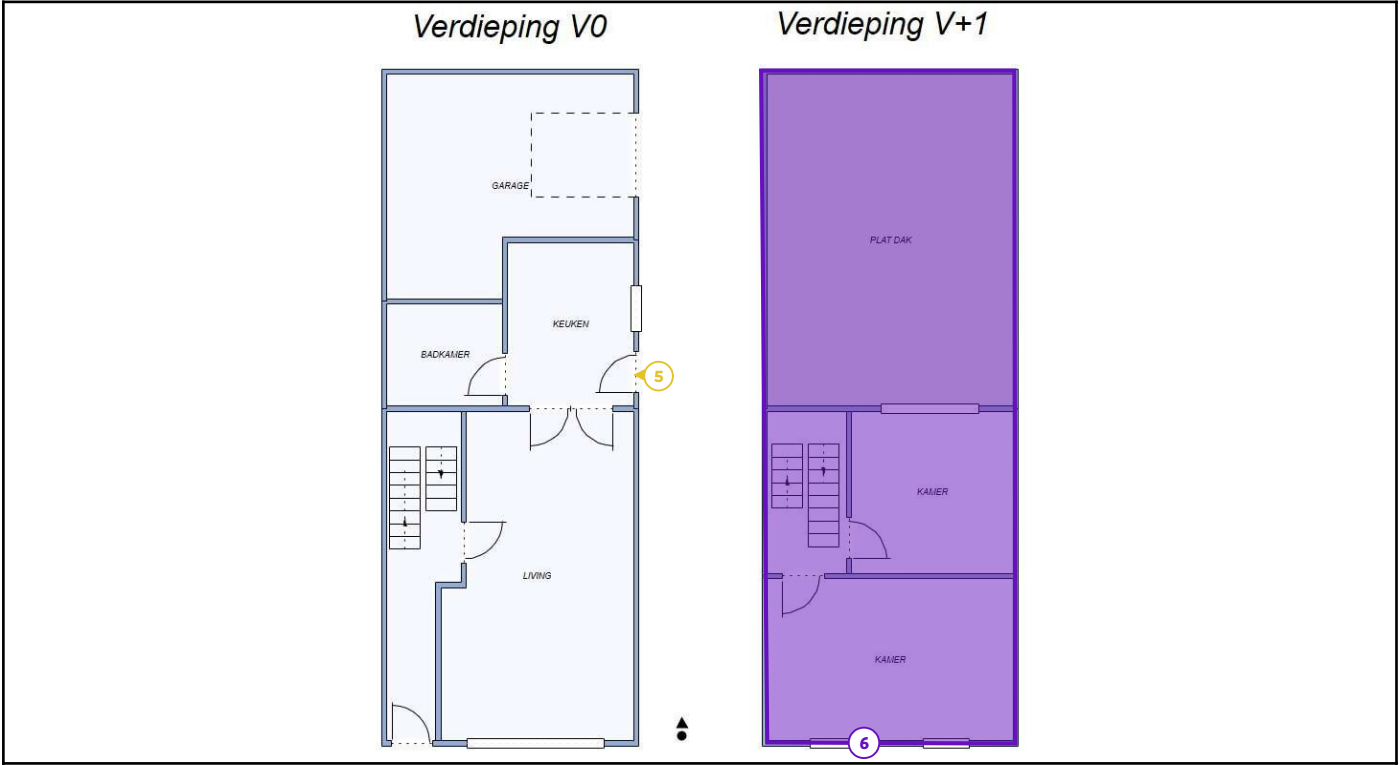 Verdieping V0
GARAGE
KEUKEN
BADKAMER
5
LIVING
Verdieping V+1
PLAT DAK
KAMER
KAMER
6